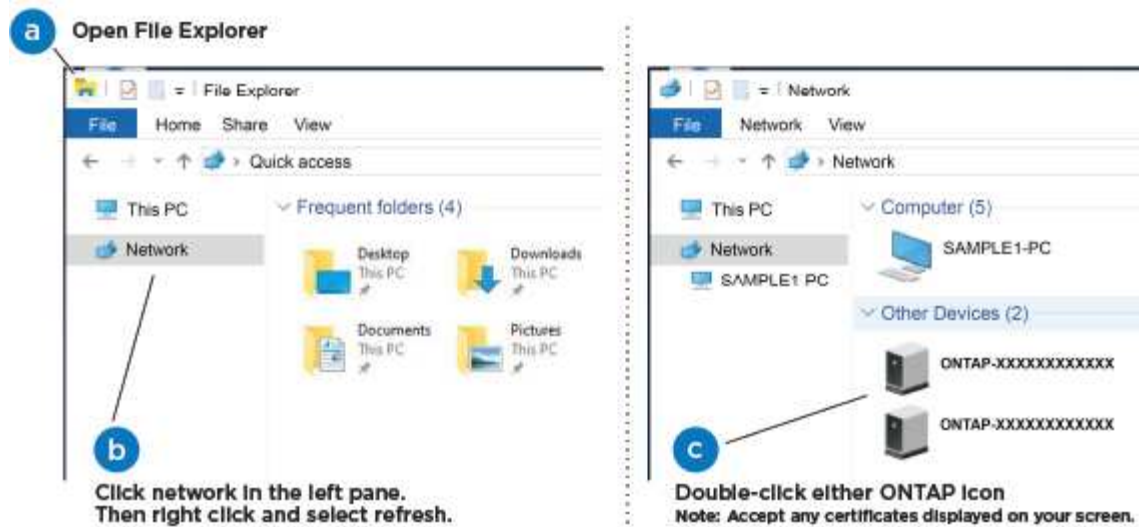 a
Open File Explorer
File Explorer
File Home Share View
Quick access
This PC
Network
Frequent folders (4)
Desktop
This PC
Downloads
This PC
Documents
This PC
Pictures
This PC
b
Click network in the left pane.
Then right click and select refresh.
Network
File Network View
Network
This PC
Network
SAMPLE1 PC
Computer (5)
SAMPLE1-PC
Other Devices (2)
ONTAP-XXXXXXXXXXXX
ONTAP-XXXXXXXXXXXX
c
Double-click either ONTAP icon
Note: Accept any certificates displayed on your screen.